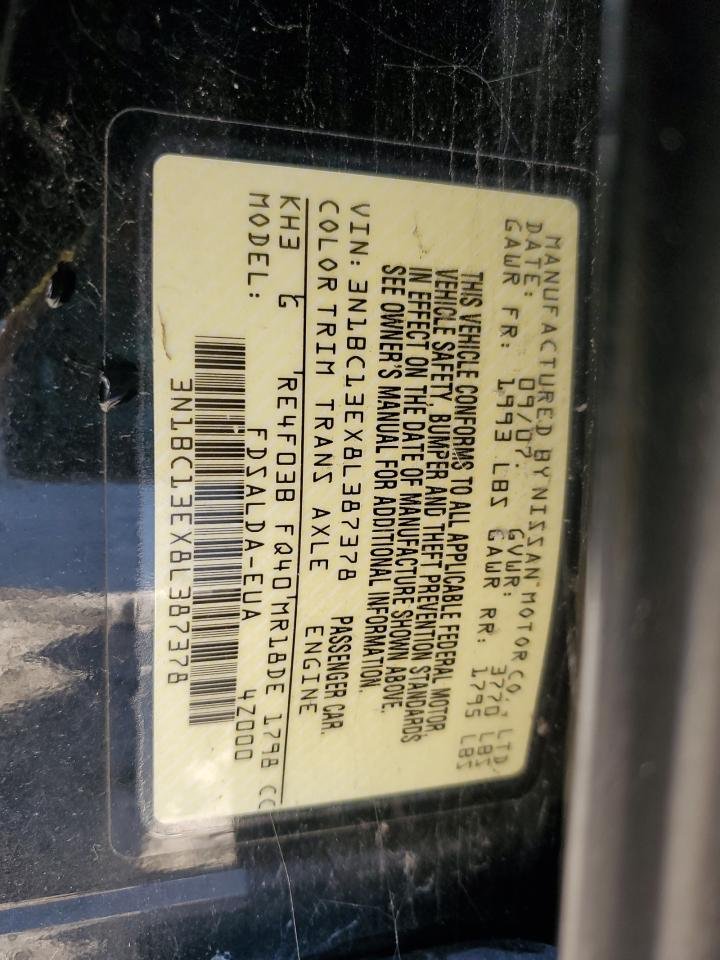 MANUFACTURED BY NISSAN MOTOR CO., LTD
DATE: 09/07. GVWR: 3770 LBS
GAWR FR: 1993 LBS GAWR RR: 1795 LBS
THIS VEHICLE CONFORMS TO ALL APPLICABLE FEDERAL MOTOR
VEHICLE SAFETY, BUMPER AND THEFT PREVENTION STANDARDS
IN EFFECT ON THE DATE OF MANUFACTURE SHOWN ABOVE.
SEE OWNER'S MANUAL FOR ADDITIONAL INFORMATION.
VIN: 3N1BC13EX8L387378 PASSENGER CAR
COLOR TRIM TRANS AXLE ENGINE
KH3 G RE4F03B FQ40 MR18DE 1798 CC
MODEL: FDSALDA-EUA 4Z000
3N1BC13EX8L387378